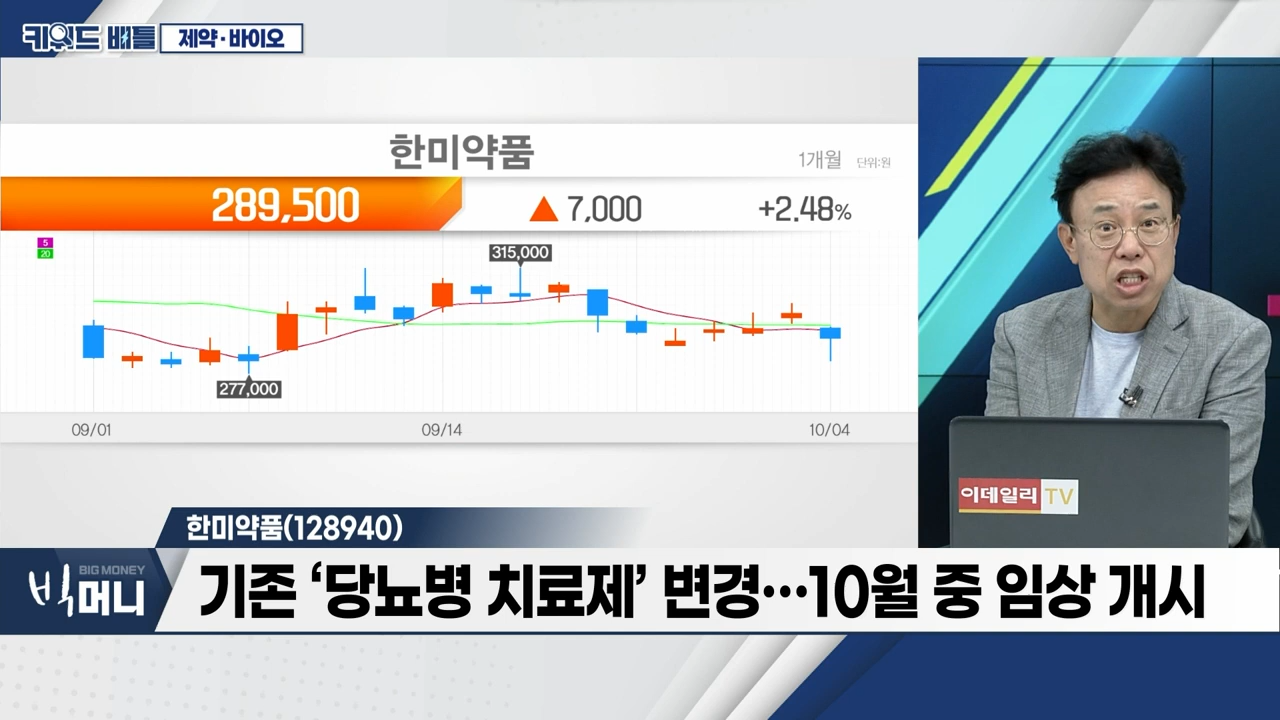 키워드 배틀 제약·바이오
한미약품
1개월 단위:원
289,500 ▲ 7,000 +2.48%
5
20
315,000
277,000
09/01 09/14 10/04
이데일리 TV
한미약품(128940)
BIG MONEY
빅머니
기존 ‘당뇨병 치료제’ 변경…10월 중 임상 개시